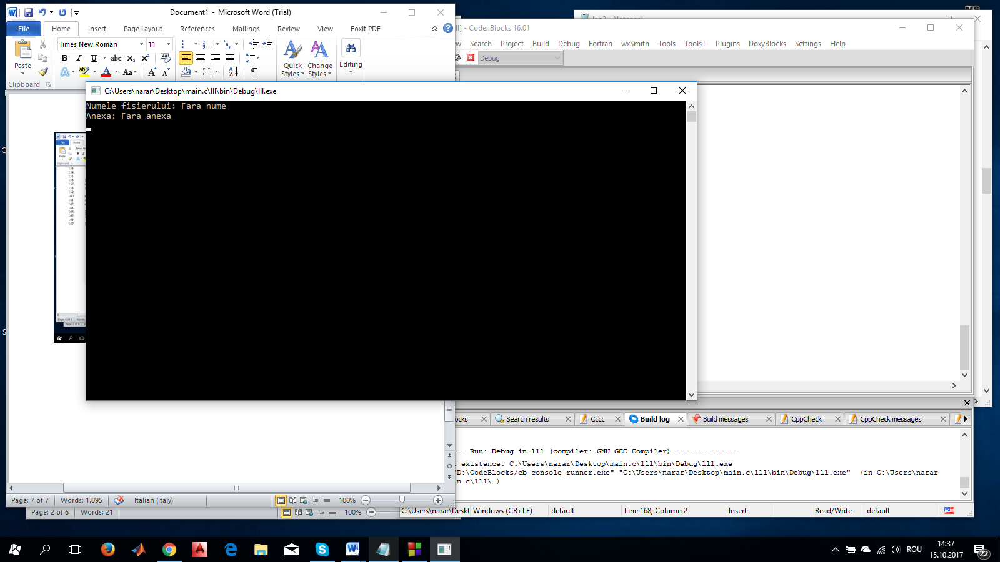 Document1 - Microsoft Word (Trial)
File Home Insert Page Layout References Mailings Review View Foxit PDF
Times New Roman 11
Paste
Quick Styles
Change Styles
Editing
Clipboard
] - Code::Blocks 16.01
Search Project Build Debug Fortran wxSmith Tools Tools+ Plugins DoxyBlocks Settings Help
Debug
C:\Users\narar\Desktop\main.c\lll\bin\Debug\lll.exe
Numele fisierului: Fara nume
Anexa: Fara anexa
Search results Cccc Build log Build messages CppCheck CppCheck messages
Run: Debug in lll (compiler: GNU GCC Compiler)---------------
existence: C:\Users\narar\Desktop\main.c\lll\bin\Debug\lll.exe
"D:\CodeBlocks/cb_console_runner.exe" "C:\Users\narar\Desktop\main.c\lll\bin\Debug\lll.exe" (in C:\Users\narar
n.c\lll\.)
Page: 7 of 7 Words: 1.095 Italian (Italy) 100%
Page: 2 of 6 Words: 21 100%
C:\Users\narar\Deskt Windows (CR+LF) default Line 168, Column 2 Insert Read/Write default
ROU
14:37
15.10.2017
22